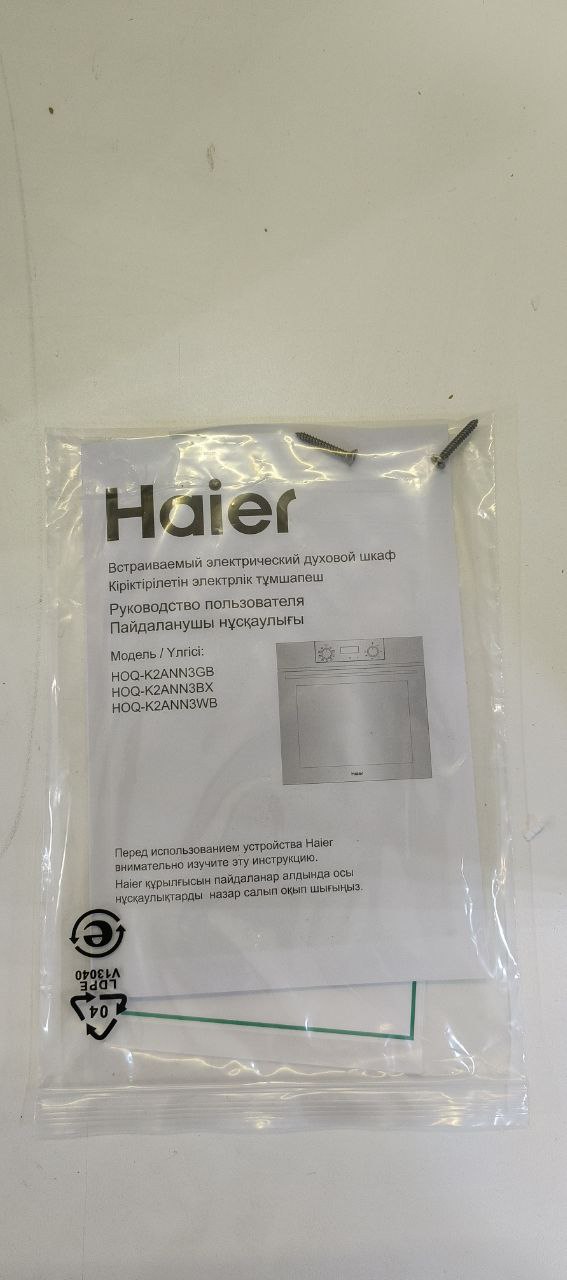 Haier
Встраиваемый электрический духовой шкаф
Кіріктірілетін электрлік тұмшапеш
Руководство пользователя
Пайдаланушы нұсқаулығы
Модель / Үлгісі:
HOQ-K2ANN3GB
HOQ-K2ANN3BX
HOQ-K2ANN3WB
Haier
Перед использованием устройства Haier
внимательно изучите эту инструкцию.
Haier құрылғысын пайдаланар алдында осы
нұсқаулықтарды назар салып оқып шығыңыз.
e
V13040
LDPE
04